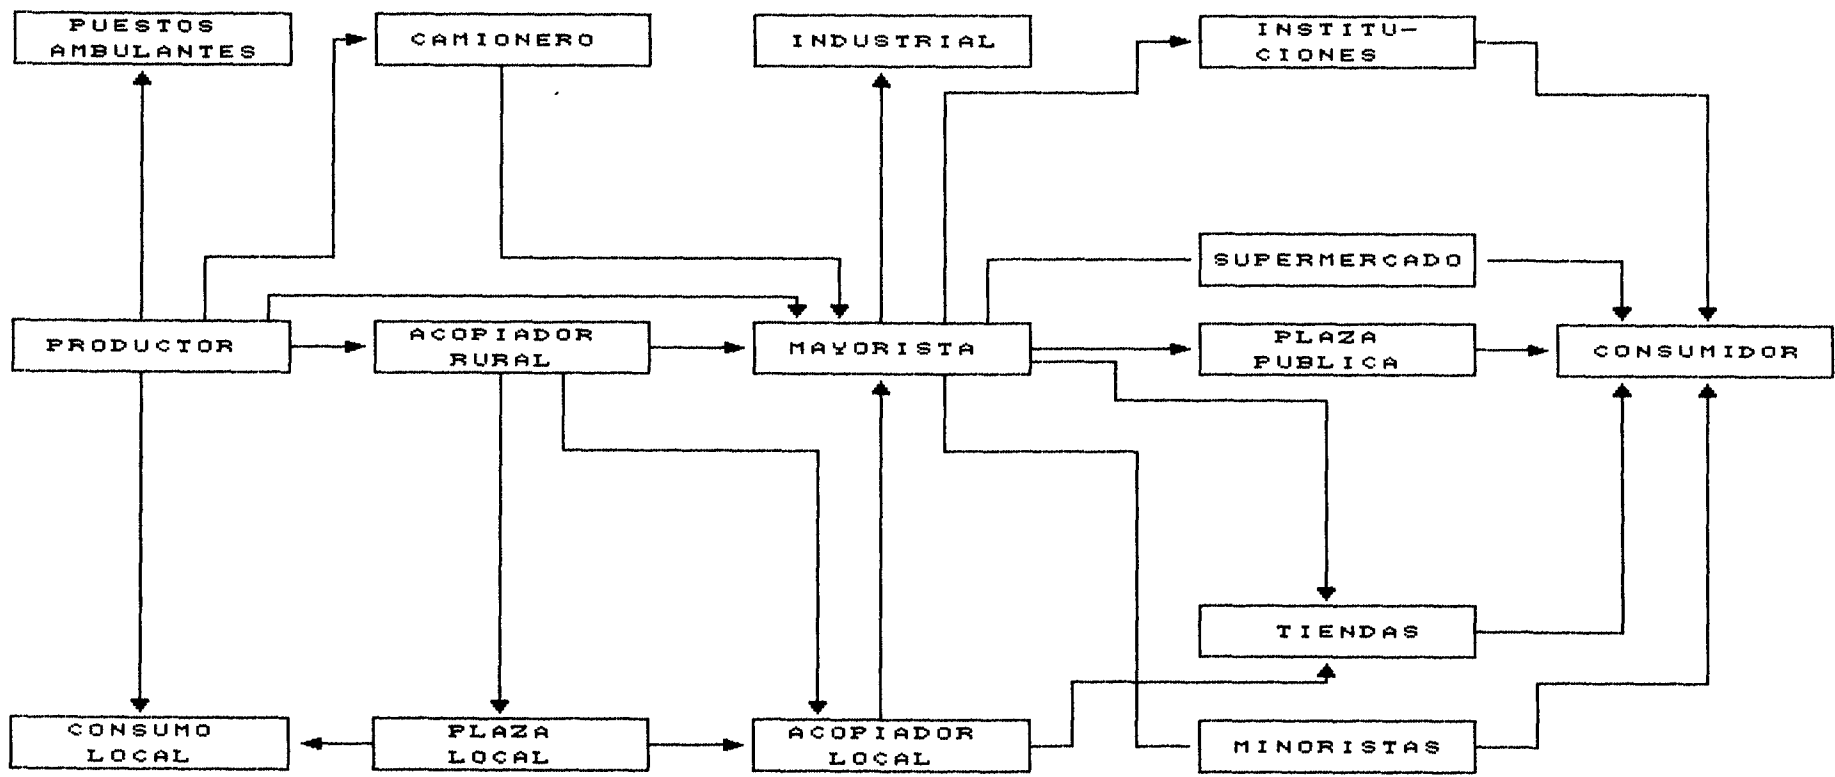 PUESTOS
AMBULANTES
CAMIONERO
INDUSTRIAL
INSTITU-
CIONES
SUPERMERCADO
PRODUCTOR
ACOPIADOR
RURAL
MAYORISTA
PLAZA
PUBLICA
CONSUMIDOR
TIENDAS
CONSUMO
LOCAL
PLAZA
LOCAL
ACOPIADOR
LOCAL
MINORISTAS